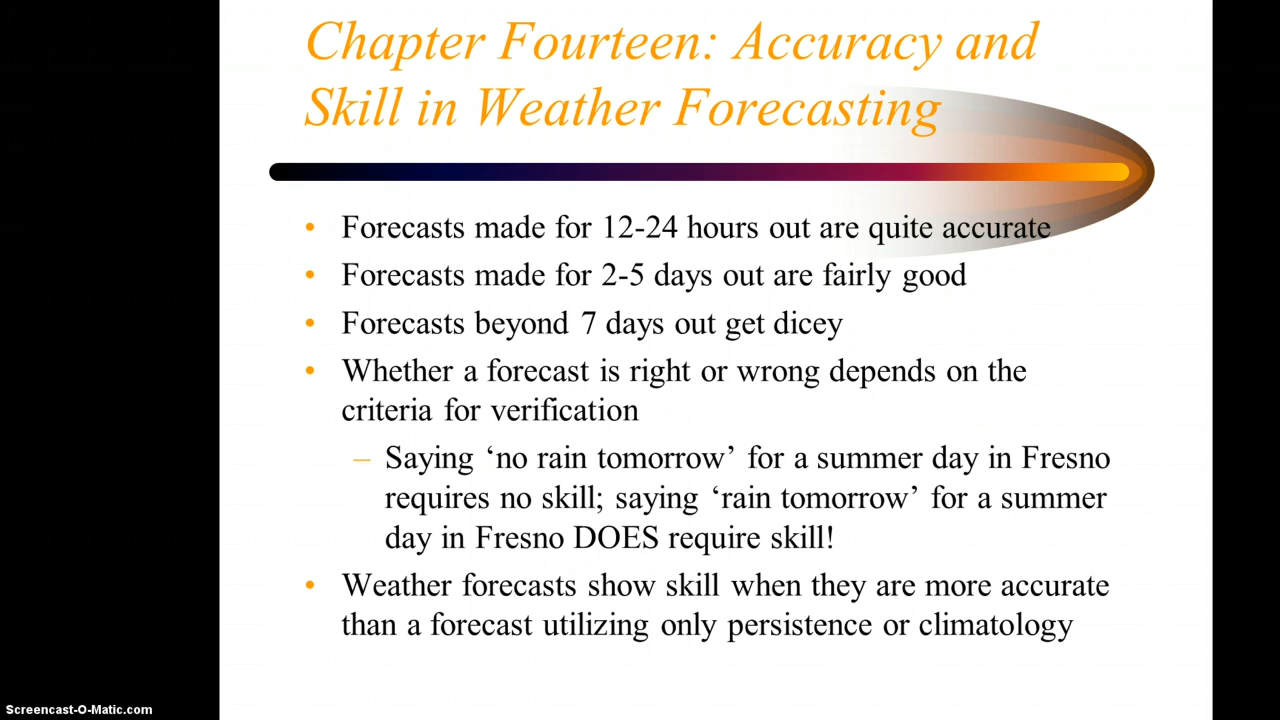 Chapter Fourteen: Accuracy and
Skill in Weather Forecasting
• Forecasts made for 12-24 hours out are quite accurate
• Forecasts made for 2-5 days out are fairly good
• Forecasts beyond 7 days out get dicey
• Whether a forecast is right or wrong depends on the
criteria for verification
– Saying ‘no rain tomorrow’ for a summer day in Fresno
requires no skill; saying ‘rain tomorrow’ for a summer
day in Fresno DOES require skill!
• Weather forecasts show skill when they are more accurate
than a forecast utilizing only persistence or climatology
Screencast-O-Matic.com